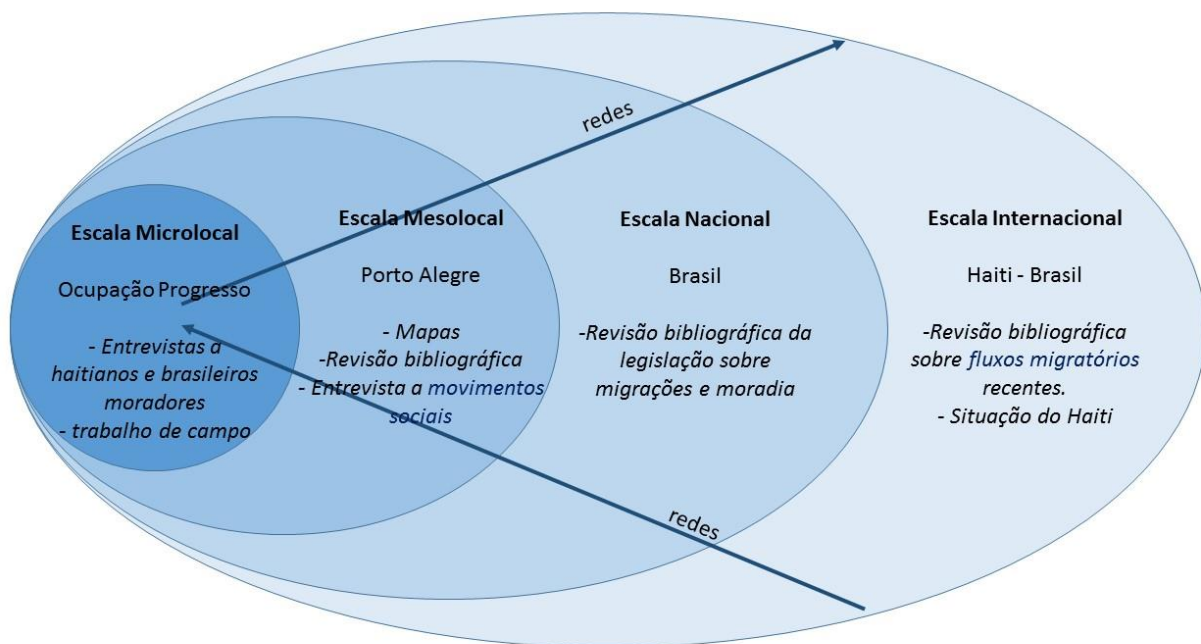 redes
Escala Microlocal
Ocupação Progresso
- Entrevistas a
haitianos e brasileiros
moradores
- trabalho de campo
Escala Mesolocal
Porto Alegre
- Mapas
-Revisão bibliográfica
- Entrevista a movimentos
sociais
Escala Nacional
Brasil
-Revisão bibliográfica da
legislação sobre
migrações e moradia
Escala Internacional
Haiti - Brasil
-Revisão bibliográfica
sobre fluxos migratórios
recentes.
- Situação do Haiti
redes